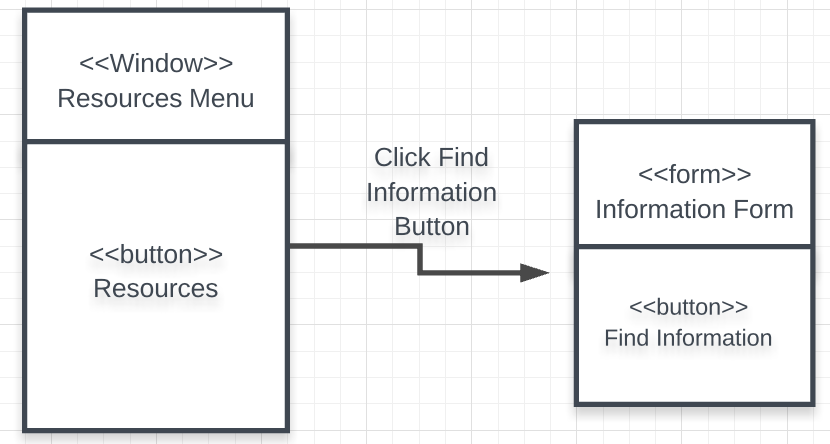 <<Window>>
Resources Menu
<<button>>
Resources
Click Find
Information
Button
<<form>>
Information Form
<<button>>
Find Information